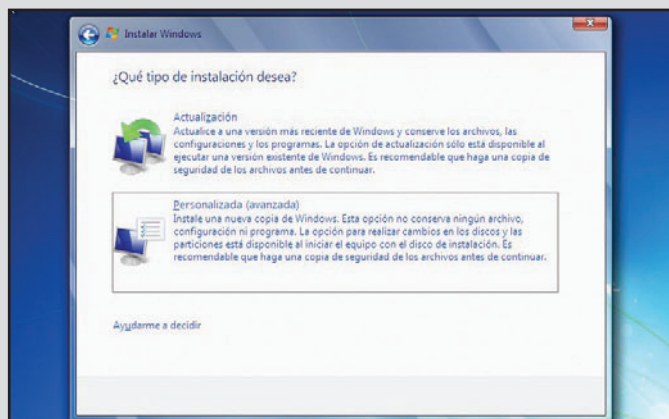 Instalar Windows
¿Qué tipo de instalación desea?
Actualización
Actualice a una versión más reciente de Windows y conserve los archivos, las
configuraciones y los programas. La opción de actualización sólo está disponible al
ejecutar una versión existente de Windows. Es recomendable que haga una copia de
seguridad de los archivos antes de continuar.
Personalizada (avanzada)
Instale una nueva copia de Windows. Esta opción no conserva ningún archivo,
configuración ni programa. La opción para realizar cambios en los discos y las
particiones está disponible al iniciar el equipo con el disco de instalación. Es
recomendable que haga una copia de seguridad de los archivos antes de continuar.
Ayudarme a decidir